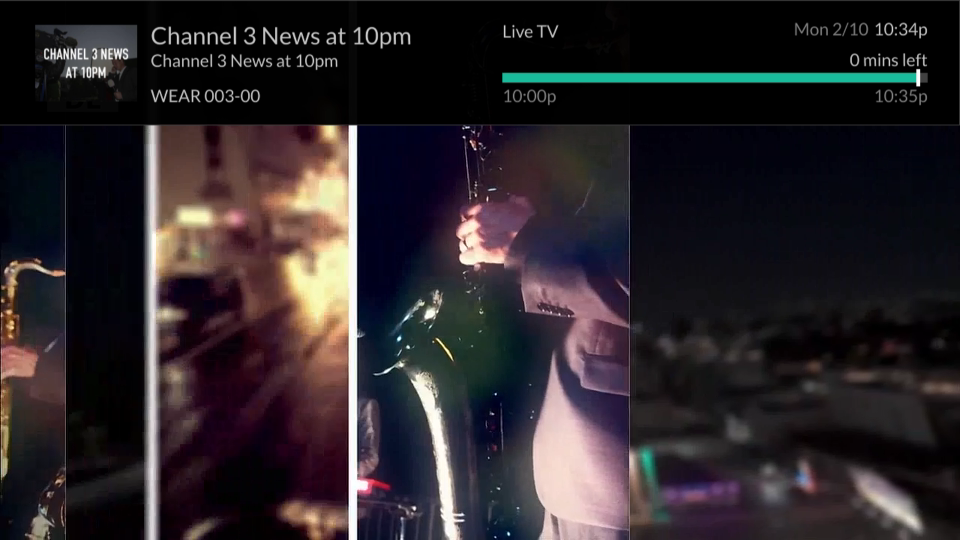 CHANNEL 3 NEWS
AT 10PM
Channel 3 News at 10pm
Channel 3 News at 10pm
WEAR 003-00
Live TV
Mon 2/10 10:34p
0 mins left
10:00p
10:35p